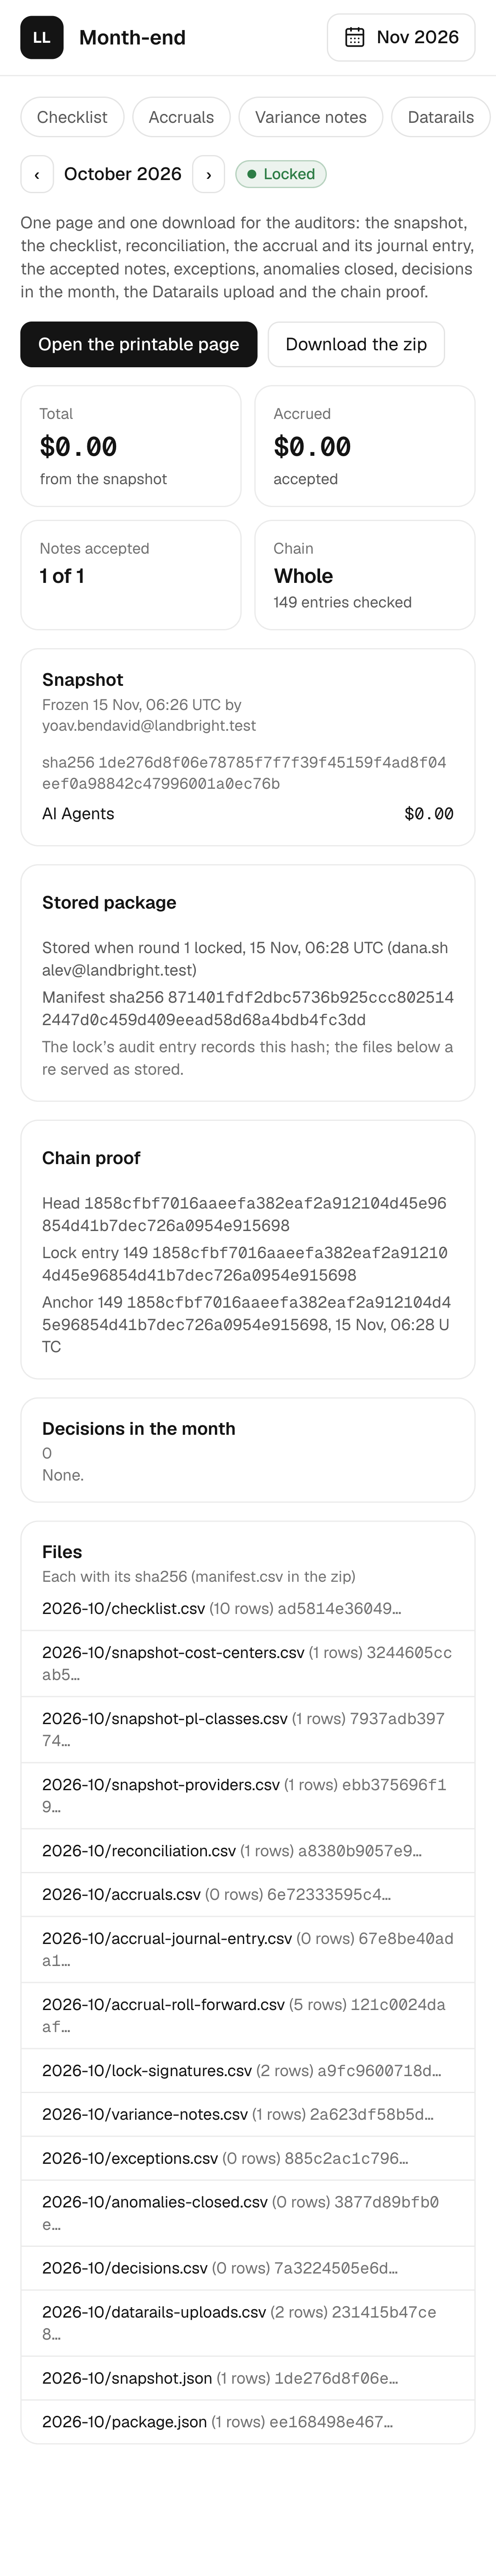 LL
Month-end
Nov 2026
Checklist
Accruals
Variance notes
Datarails
‹
October 2026
›
Locked
One page and one download for the auditors: the snapshot,
the checklist, reconciliation, the accrual and its journal entry,
the accepted notes, exceptions, anomalies closed, decisions
in the month, the Datarails upload and the chain proof.
Open the printable page
Download the zip
Total
$0.00
from the snapshot
Accrued
$0.00
accepted
Notes accepted
1 of 1
Chain
Whole
149 entries checked
Snapshot
Frozen 15 Nov, 06:26 UTC by
yoav.bendavid@landbright.test
sha256 1de276d8f06e78785f7f7f39f45159f4ad8f04
eef0a98842c47996001a0ec76b
AI Agents
$0.00
Stored package
Stored when round 1 locked, 15 Nov, 06:28 UTC (dana.sh
alev@landbright.test)
Manifest sha256 871401fdf2dbc5736b925ccc802514
2447d0c459d409eead58d68a4bdb4fc3dd
The lock’s audit entry records this hash; the files below a
re served as stored.
Chain proof
Head 1858cfbf7016aaeefa382eaf2a912104d45e96
854d41b7dec726a0954e915698
Lock entry 149 1858cfbf7016aaeefa382eaf2a91210
4d45e96854d41b7dec726a0954e915698
Anchor 149 1858cfbf7016aaeefa382eaf2a912104d4
5e96854d41b7dec726a0954e915698, 15 Nov, 06:28 U
TC
Decisions in the month
0
None.
Files
Each with its sha256 (manifest.csv in the zip)
2026-10/checklist.csv (10 rows) ad5814e36049…
2026-10/snapshot-cost-centers.csv (1 rows) 3244605cc
ab5…
2026-10/snapshot-pl-classes.csv (1 rows) 7937adb397
74…
2026-10/snapshot-providers.csv (1 rows) ebb375696f1
9…
2026-10/reconciliation.csv (1 rows) a8380b9057e9…
2026-10/accruals.csv (0 rows) 6e72333595c4…
2026-10/accrual-journal-entry.csv (0 rows) 67e8be40ad
a1…
2026-10/accrual-roll-forward.csv (5 rows) 121c0024da
af…
2026-10/lock-signatures.csv (2 rows) a9fc9600718d…
2026-10/variance-notes.csv (1 rows) 2a623df58b5d…
2026-10/exceptions.csv (0 rows) 885c2ac1c796…
2026-10/anomalies-closed.csv (0 rows) 3877d89bfb0
e…
2026-10/decisions.csv (0 rows) 7a3224505e6d…
2026-10/datarails-uploads.csv (2 rows) 231415b47ce
8…
2026-10/snapshot.json (1 rows) 1de276d8f06e…
2026-10/package.json (1 rows) ee168498e467…